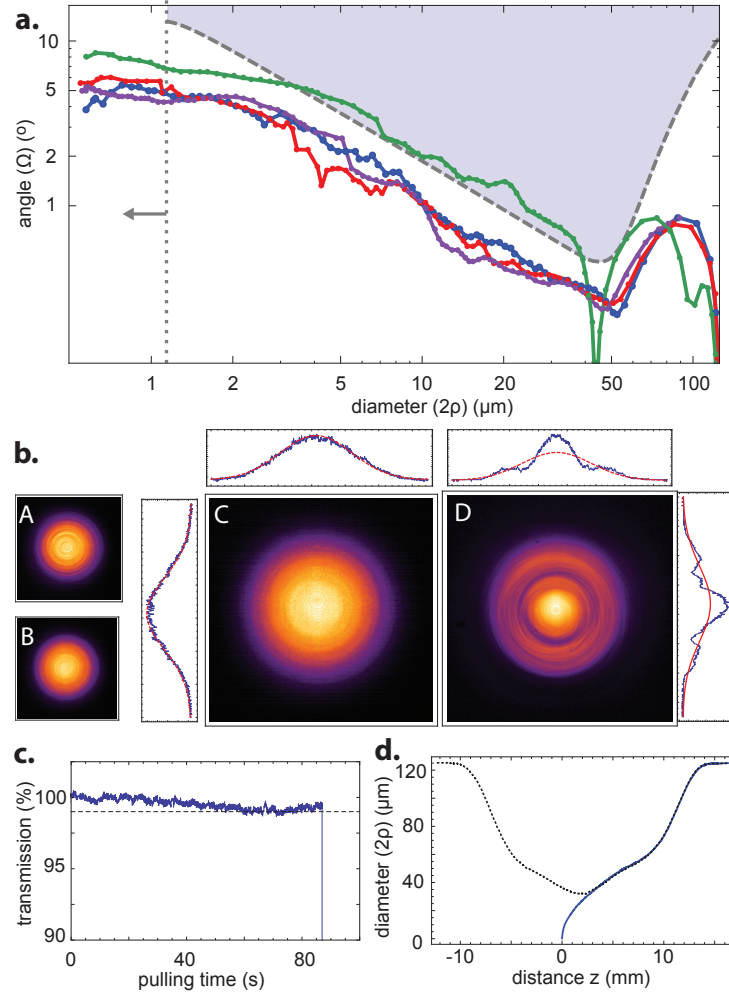 a.
10
5
2
1
angle (Ω) (º)
1 2 5 10 20 50 100
diameter (2ρ) (μm)
b.
A
B
C
D
c.
100
95
90
transmission (%)
0 40 80
pulling time (s)
d.
120
80
40
0
diameter (2ρ) (μm)
-10 0 10
distance z (mm)